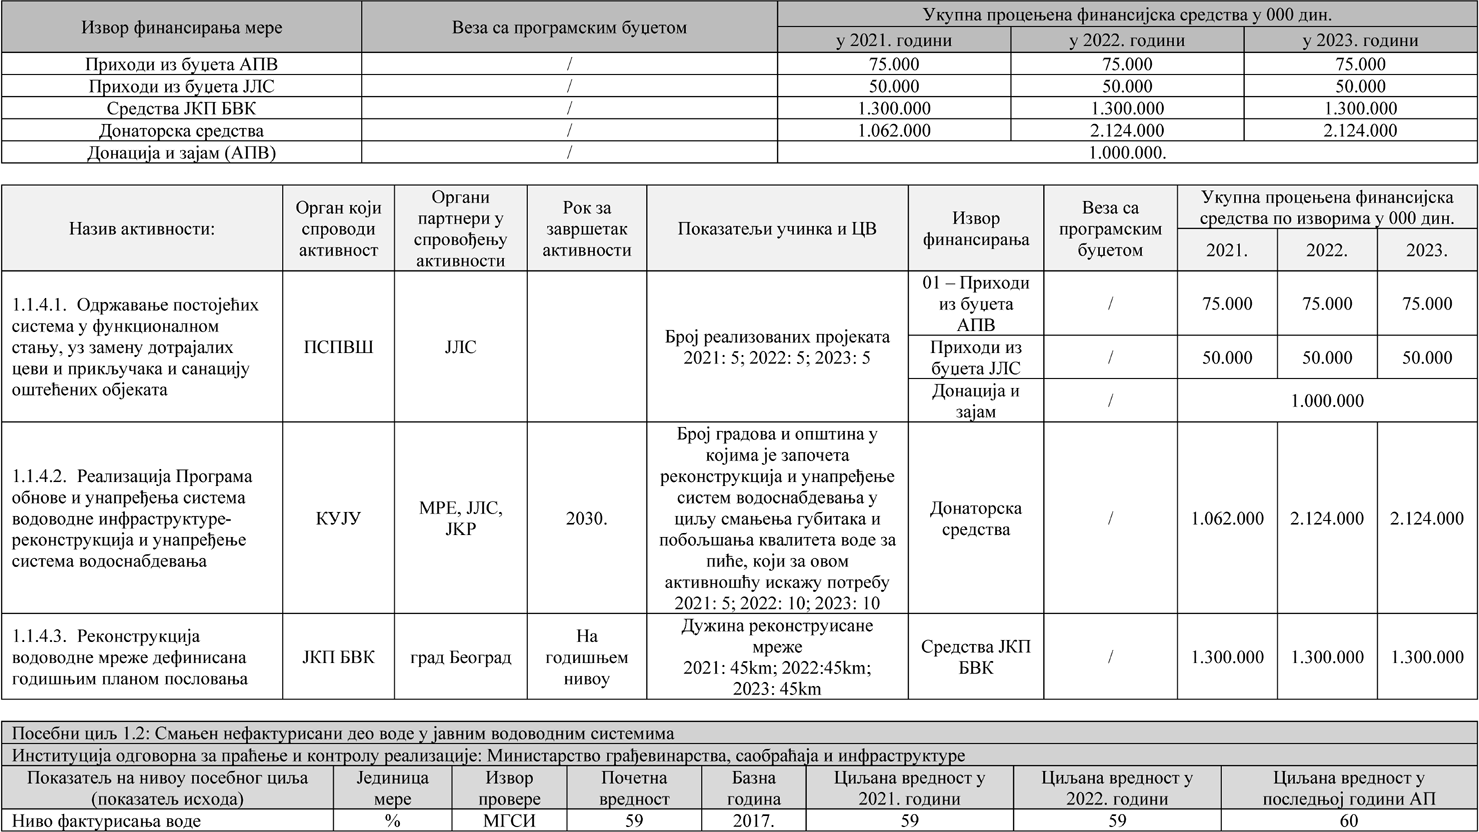 Извор финансирања мере
Веза са програмским буџетом
Укупна процењена финансијска средства у 000 дин.
у 2021. години
у 2022. години
у 2023. години
Приходи из буџета АПВ / 75.000 75.000 75.000
Приходи из буџета ЈЛС / 50.000 50.000 50.000
Средства ЈКП БВК / 1.300.000 1.300.000 1.300.000
Донаторска средства / 1.062.000 2.124.000 2.124.000
Донација и зајам (АПВ) / 1.000.000.
Назив активности:
Орган који
спроводи
активност
Органи
партнери у
спровођењу
активности
Рок за
завршетак
активности
Показатељи учинка и ЦВ
Извор
финансирања
Веза са
програмским
буџетом
Укупна процењена финансијска
средства по изворима у 000 дин.
2021.
2022.
2023.
1.1.4.1. Одржавање постојећих
система у функционалном
стању, уз замену дотрајалих
цеви и прикључака и санацију
оштећених објеката
ПСПВШ
ЈЛС
Број реализованих пројеката
2021: 5; 2022: 5; 2023: 5
01 – Приходи
из буџета
АПВ
/
75.000 75.000 75.000
Приходи из
буџета ЈЛС
/
50.000 50.000 50.000
Донација и
зајам
/
1.000.000
1.1.4.2. Реализација Програма
обнове и унапређења система
водоводне инфраструктуре-
реконструкција и унапређење
система водоснабдевања
КУЈУ
МРЕ, ЈЛС,
ЈКР
2030.
Број градова и општина у
којима је започета
реконструкција и унапређење
систем водоснабдевања у
циљу смањења губитака и
побољшања квалитета воде за
пиће, који за овом
активношћу искажу потребу
2021: 5; 2022: 10; 2023: 10
Донаторска
средства
/
1.062.000 2.124.000 2.124.000
1.1.4.3. Реконструкција
водоводне мреже дефинисана
годишњим планом пословања
ЈКП БВК
град Београд
На
годишњем
нивоу
Дужина реконструисане
мреже
2021: 45km; 2022:45km;
2023: 45km
Средства ЈКП
БВК
/
1.300.000 1.300.000 1.300.000
Посебни циљ 1.2: Смањен нефактурисани део воде у јавним водоводним системима
Институција одговорна за праћење и контролу реализације: Министарство грађевинарства, саобраћаја и инфраструктуре
Показатељ на нивоу посебног циља
(показатељ исхода)
Јединица
мере
Извор
провере
Почетна
вредност
Базна
година
Циљана вредност у
2021. години
Циљана вредност у
2022. години
Циљана вредност у
последњој години АП
Ниво фактурисања воде % МГСИ 59 2017. 59 59 60